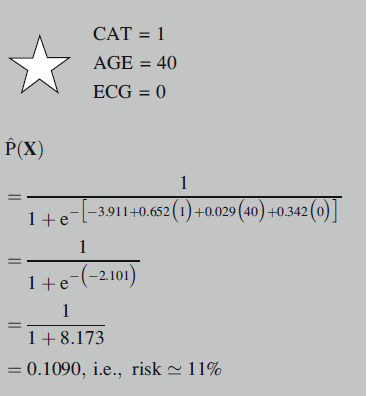 CAT = 1
AGE = 40
ECG = 0
P̂(X)
= 1 / (1 + e^−[−3.911+0.652(1)+0.029(40)+0.342(0)])
= 1 / (1 + e^−(−2.101))
= 1 / (1 + 8.173)
= 0.1090, i.e., risk ≃ 11%